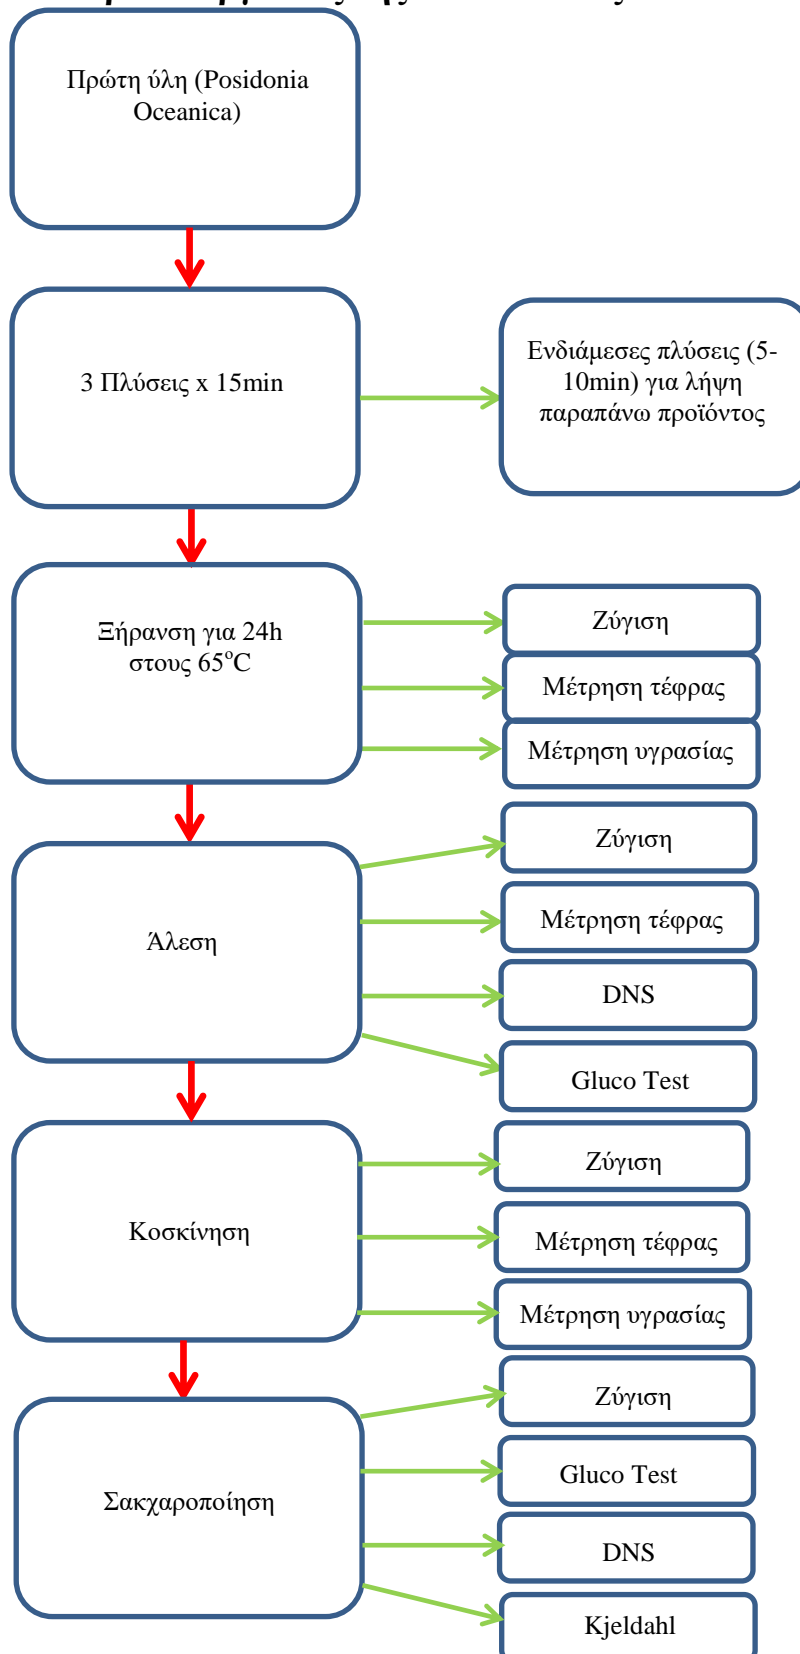 Πρώτη ύλη (Posidonia
Oceanica)
3 Πλύσεις x 15min
Ενδιάμεσες πλύσεις (5-
10min) για λήψη
παραπάνω προϊόντος
Ξήρανση για 24h
στους 65°C
Ζύγιση
Μέτρηση τέφρας
Μέτρηση υγρασίας
Άλεση
Ζύγιση
Μέτρηση τέφρας
DNS
Gluco Test
Κοσκίνηση
Ζύγιση
Μέτρηση τέφρας
Μέτρηση υγρασίας
Σακχαροποίηση
Ζύγιση
Gluco Test
DNS
Kjeldahl